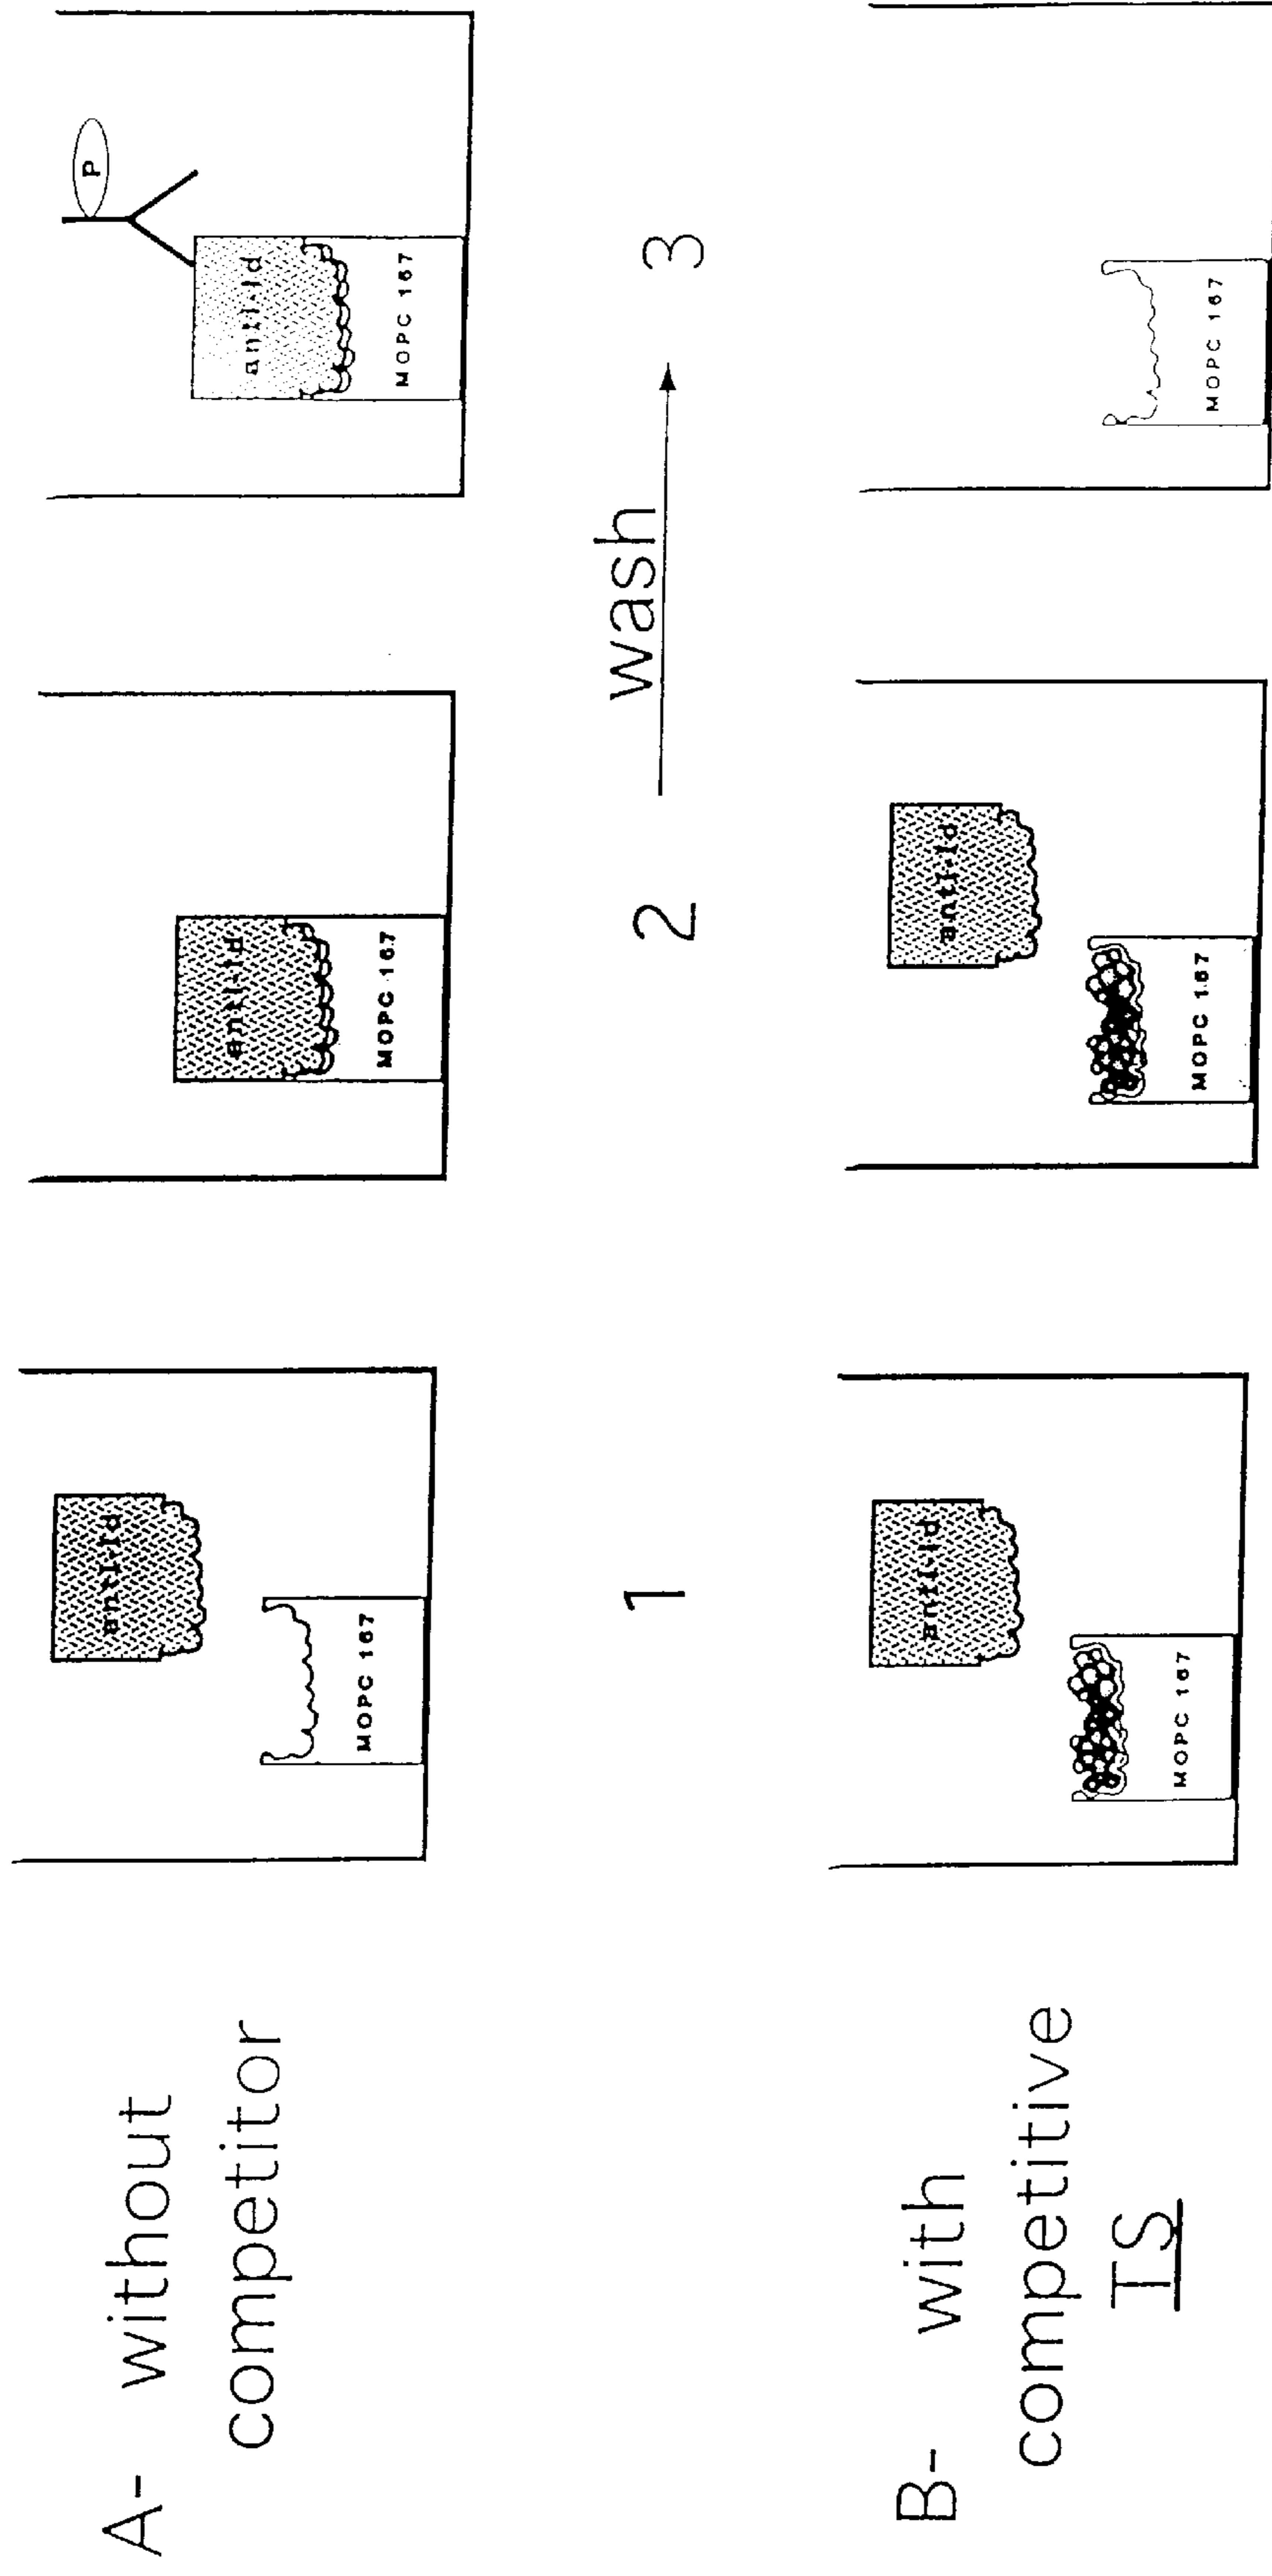 A- without
competitor
anti-Id
MOPC 167
anti-Id
MOPC 167
P
anti-Id
MOPC 167
1
2
wash
3
B- with
competitive
TS
anti-Id
MOPC 167
anti-Id
MOPC 167
MOPC 167